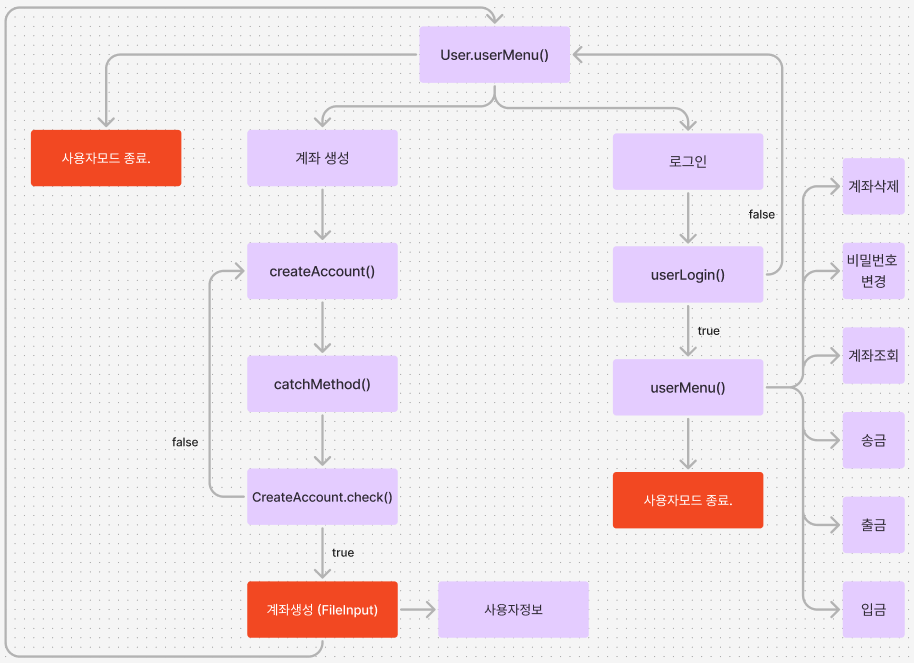 User.userMenu()
사용자모드 종료.
계좌 생성
로그인
계좌삭제
false
createAccount()
userLogin()
비밀번호
변경
true
계좌조회
catchMethod()
userMenu()
false
송금
CreateAccount.check()
사용자모드 종료.
출금
true
계좌생성 (FileInput)
사용자정보
입금